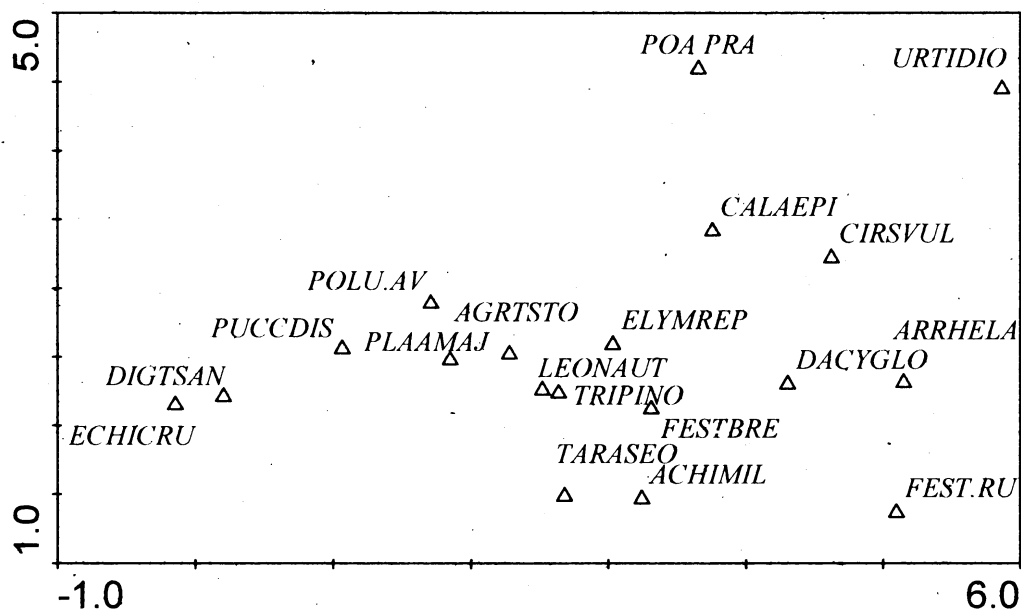 5.0
POA PRA
URTIDIO
CALAEPI
CIRSVUL
POLU.AV
AGRTSTO
ELYMREP
PUCCDIS
PLAAMAJ
ARRHELA
LEONAUT
DACYGLO
DIGTSAN
TRIPINO
ECHICRU
FESTBRE
TARASEO
ACHIMIL
FEST.RU
1.0
-1.0
6.0